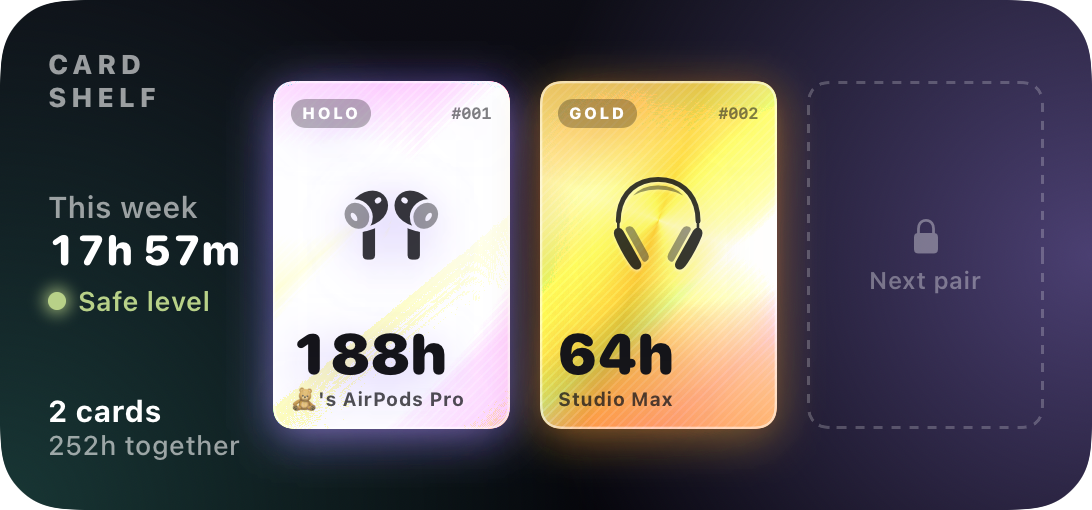 CARD
SHELF
This week
17h 57m
Safe level
2 cards
252h together
HOLO #001
188h
🧸's AirPods Pro
GOLD #002
64h
Studio Max
Next pair